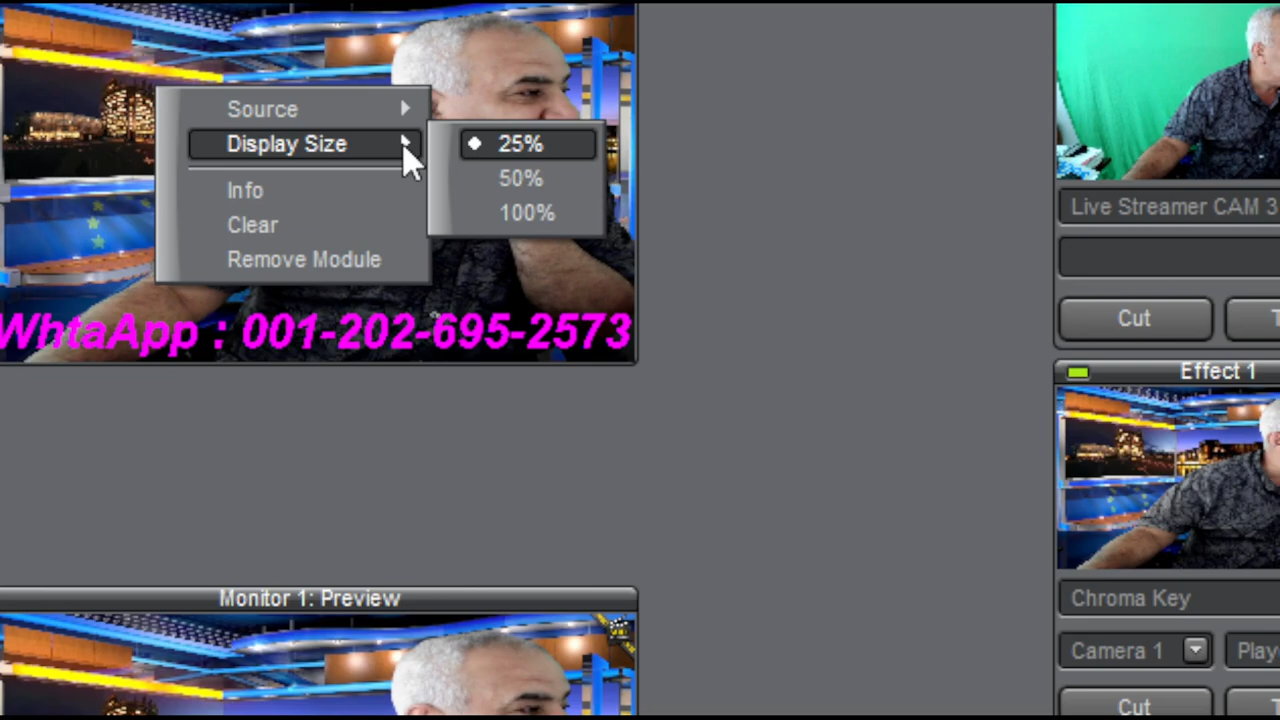 Source
Display Size
25%
50%
100%
Info
Clear
Remove Module
WhtaApp : 001-202-695-2573
Monitor 1: Preview
Live Streamer CAM 3
Cut
Effect 1
Chroma Key
Camera 1
Play
Cut